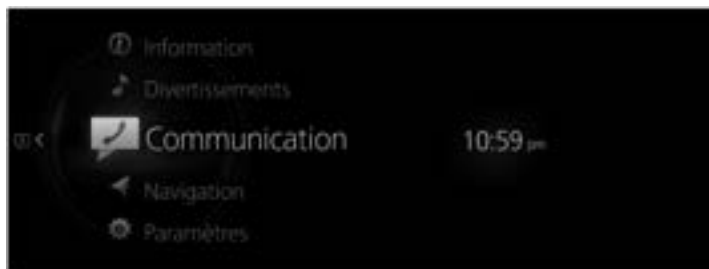 Information
Divertissements
Communication
10:59 pm
Navigation
Paramètres